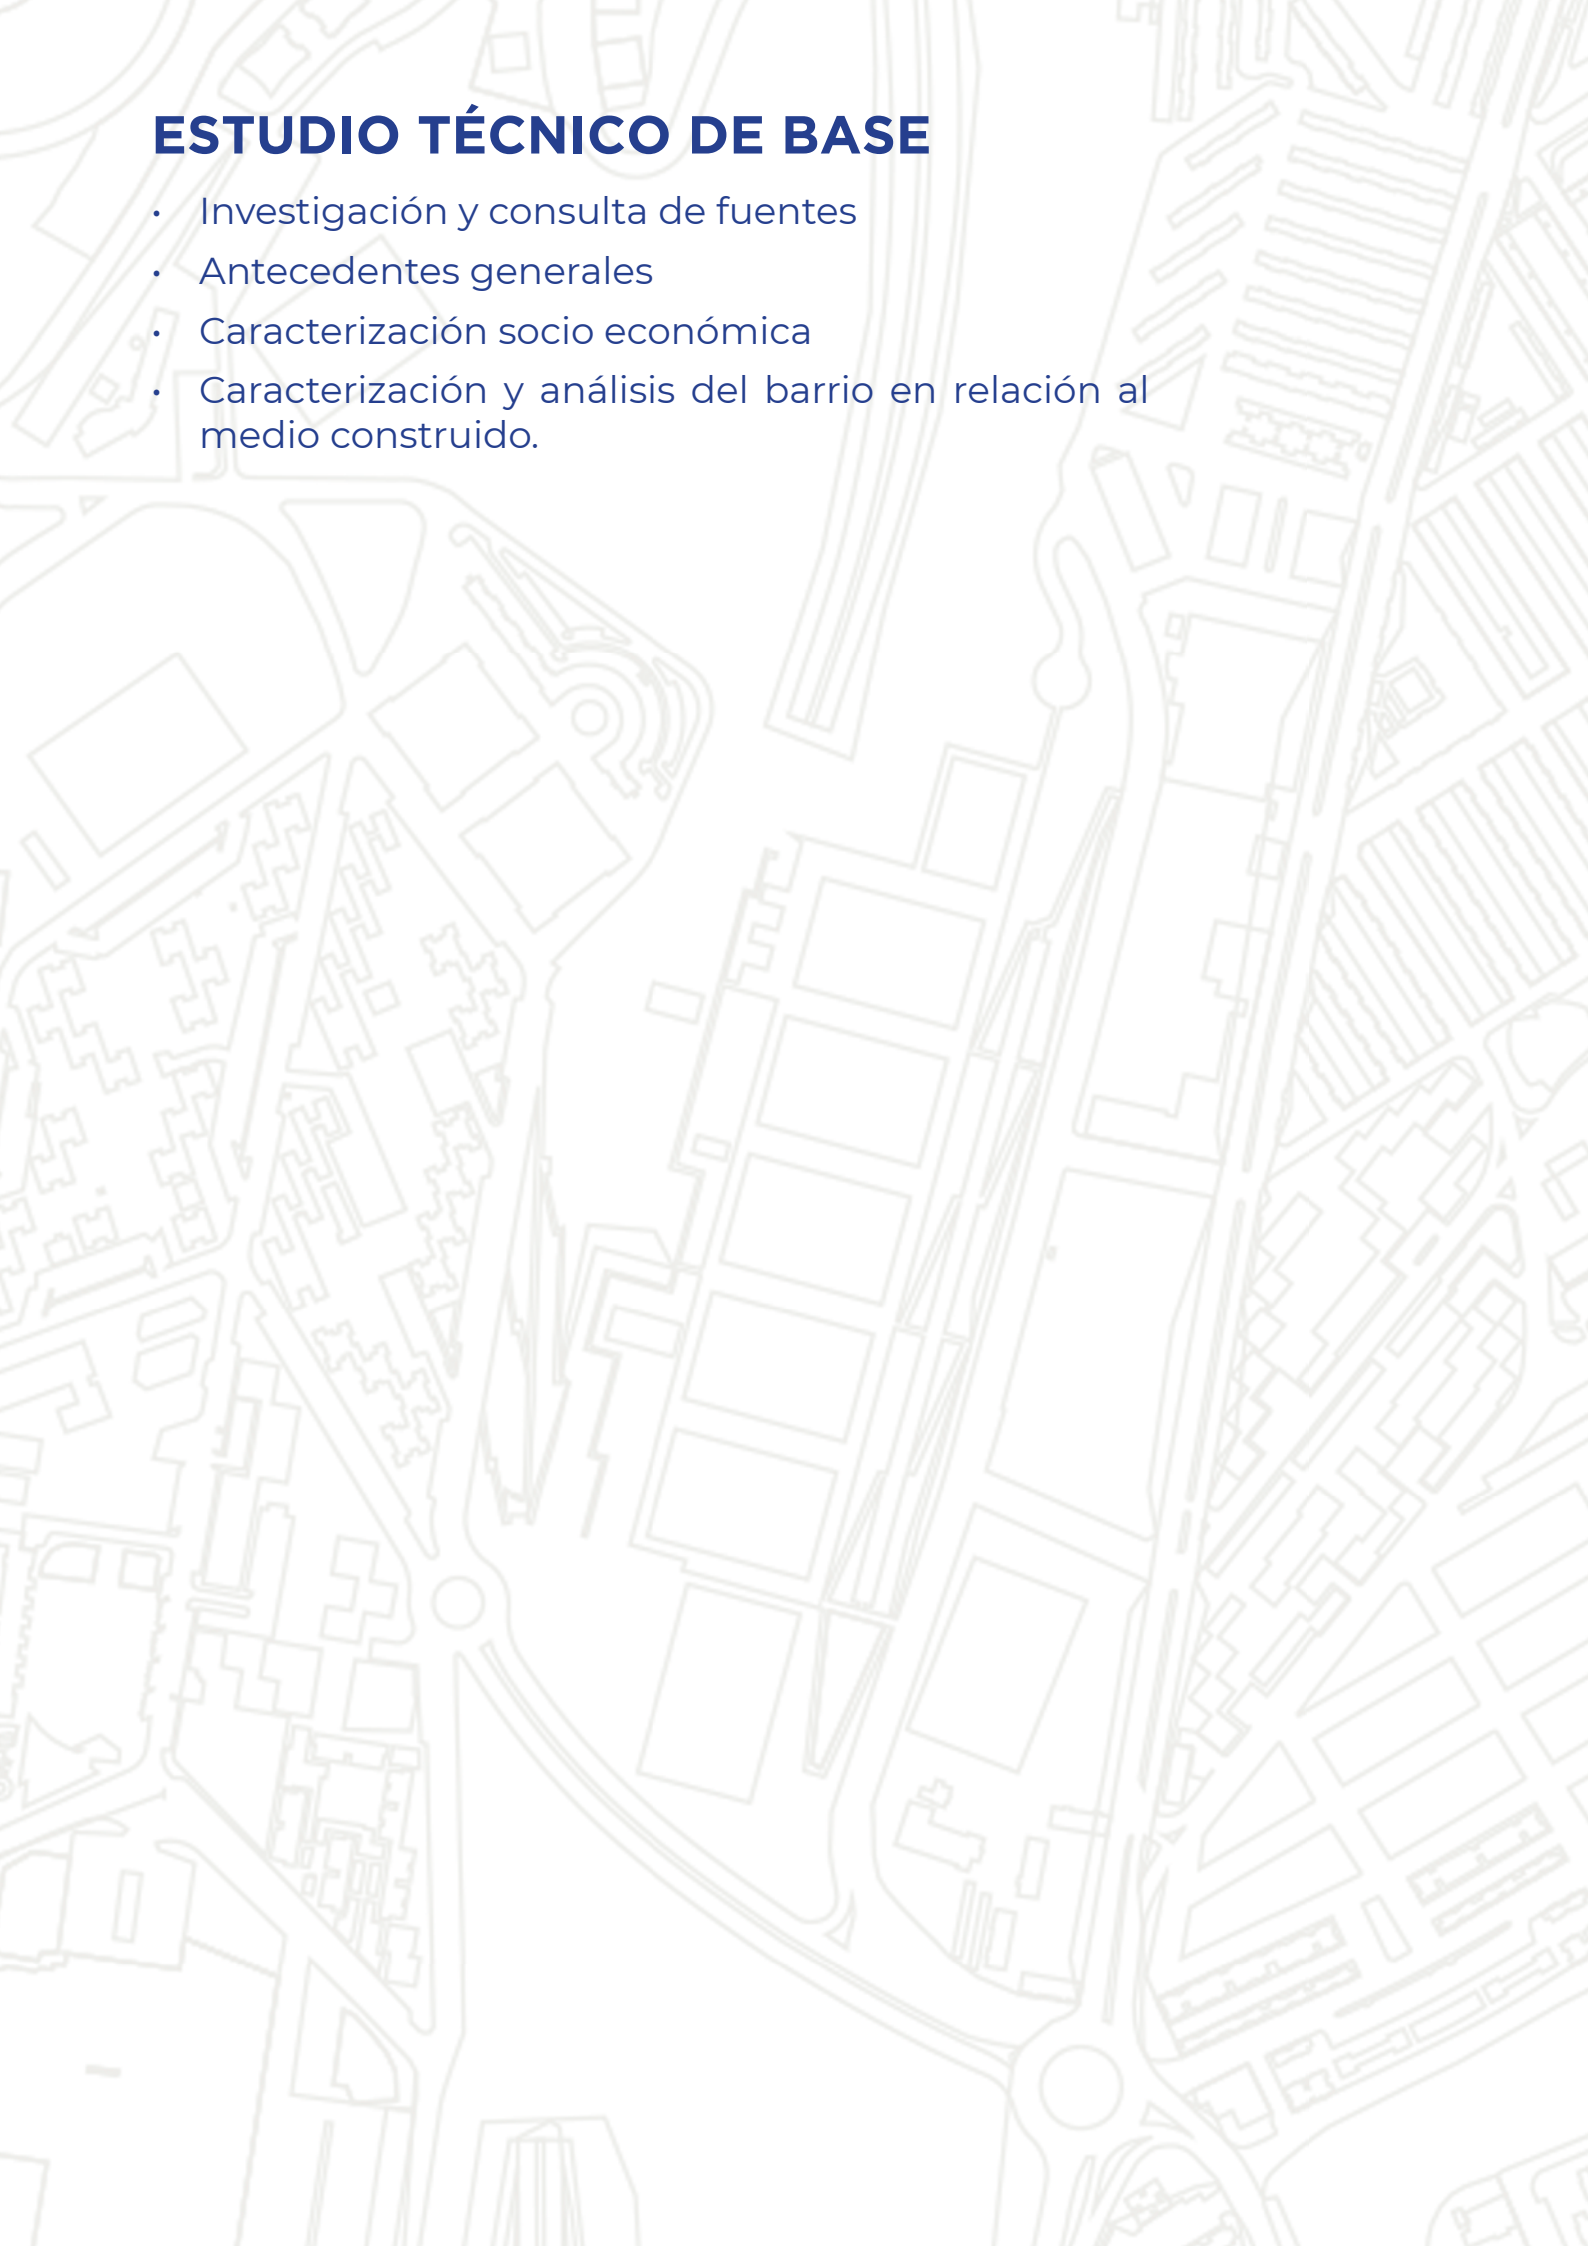 ESTUDIO TÉCNICO DE BASE
• Investigación y consulta de fuentes
• Antecedentes generales
• Caracterización socio económica
• Caracterización y análisis del barrio en relación al
medio construido.